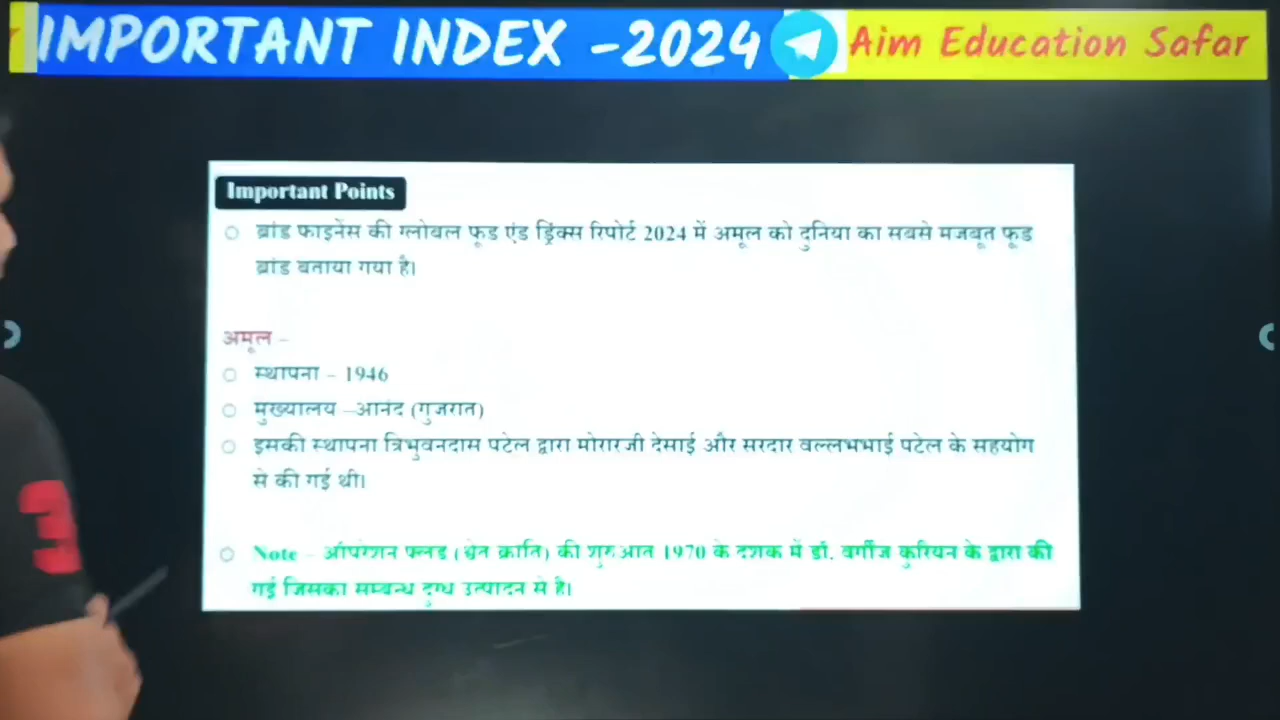 IMPORTANT INDEX -2024 Aim Education Safar
Important Points
ब्रांड फाइनेंस की ग्लोबल फूड एंड ड्रिंक्स रिपोर्ट 2024 में अमूल को दुनिया का सबसे मजबूत फूड
ब्रांड बताया गया है।
अमूल –
स्थापना – 1946
मुख्यालय –आनंद (गुजरात)
इसकी स्थापना त्रिभुवनदास पटेल द्वारा मोरारजी देसाई और सरदार वल्लभभाई पटेल के सहयोग
से की गई थी।
Note – ऑपरेशन फ्लड (श्वेत क्रांति) की शुरुआत 1970 के दशक में डॉ. वर्गीज कुरियन के द्वारा की
गई जिसका सम्बन्ध दुग्ध उत्पादन से है।
3